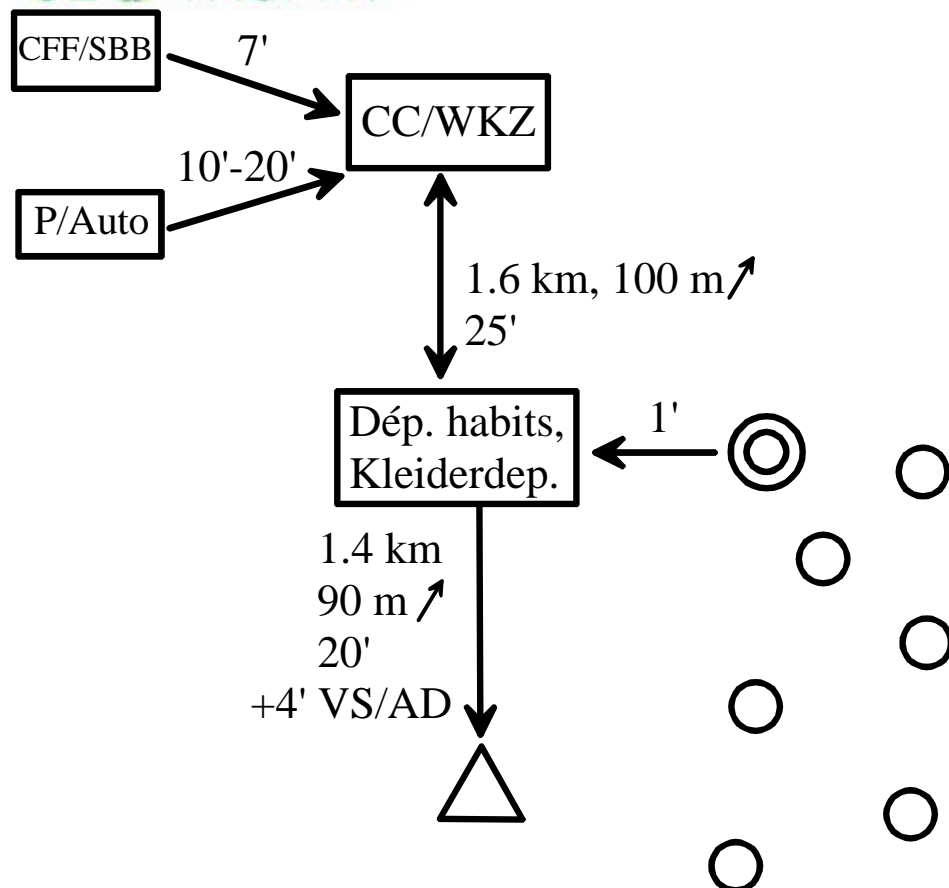 CFF/SBB
7'
CC/WKZ
10'-20'
P/Auto
1.6 km, 100 m
25'
Dép. habits,
Kleiderdep.
1'
1.4 km
90 m
20'
+4' VS/AD